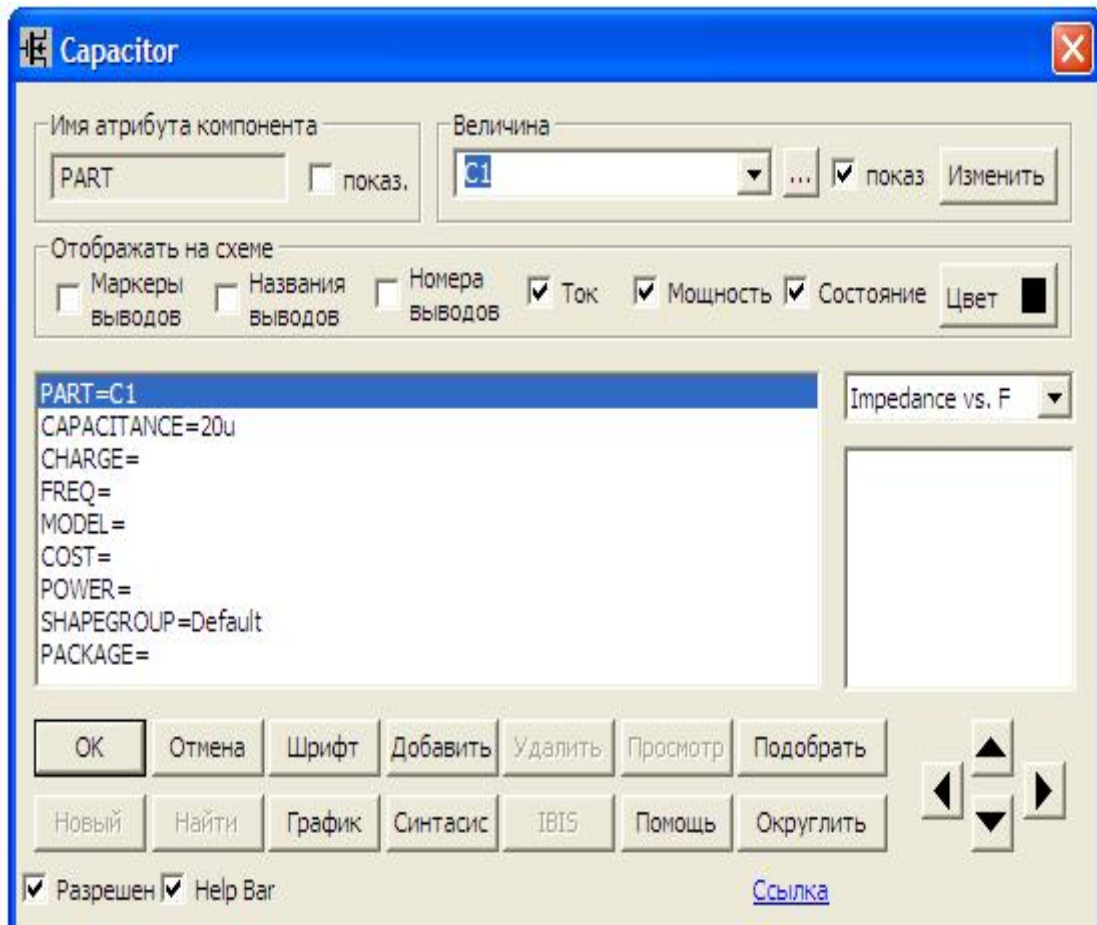 Capacitor
Имя атрибута компонента
Величина
PART
показ.
C1
...
показ
Изменить
Отображать на схеме
Маркеры выводов
Названия выводов
Номера выводов
Ток
Мощность
Состояние
Цвет
PART=C1
CAPACITANCE=20u
CHARGE=
FREQ=
MODEL=
COST=
POWER=
SHAPEGROUP=Default
PACKAGE=
Impedance vs. F
OK
Отмена
Шрифт
Добавить
Удалить
Просмотр
Подобрать
Новый
Найти
График
Синтасис
IBIS
Помощь
Округлить
Разрешен
Help Bar
Ссылка